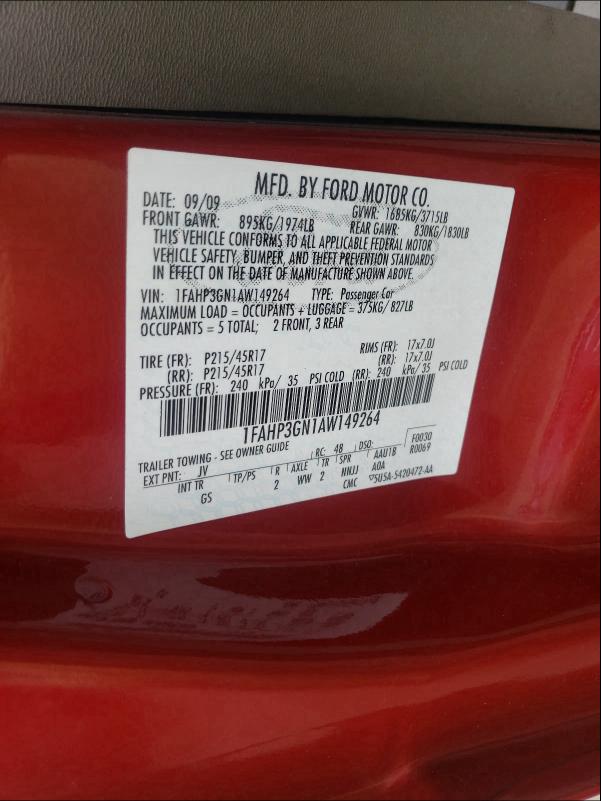 MFD. BY FORD MOTOR CO.
DATE: 09/09 GVWR: 1685KG/3715LB
FRONT GAWR: 895KG/1974LB REAR GAWR: 830KG/1830LB
THIS VEHICLE CONFORMS TO ALL APPLICABLE FEDERAL MOTOR
VEHICLE SAFETY, BUMPER, AND THEFT PREVENTION STANDARDS
IN EFFECT ON THE DATE OF MANUFACTURE SHOWN ABOVE.
VIN: 1FAHP3GN1AW149264 TYPE: Passenger Car
MAXIMUM LOAD = OCCUPANTS + LUGGAGE = 375KG/ 827LB
OCCUPANTS = 5 TOTAL; 2 FRONT, 3 REAR
TIRE (FR): P215/45R17 RIMS (FR): 17x7.0J
(RR): P215/45R17 (RR): 17x7.0J
PRESSURE (FR): 240 kPa/ 35 PSI COLD (RR): 240 kPa/ 35 PSI COLD
1FAHP3GN1AW149264
TRAILER TOWING - SEE OWNER GUIDE RC: 48 DSO: F0030
EXT PNT: JV R AXLE TR SPR AAU18 R0069
INT TR TP/PS 2 WW 2 NNJJ AOA
GS CMC 5U5A-5420472-AA